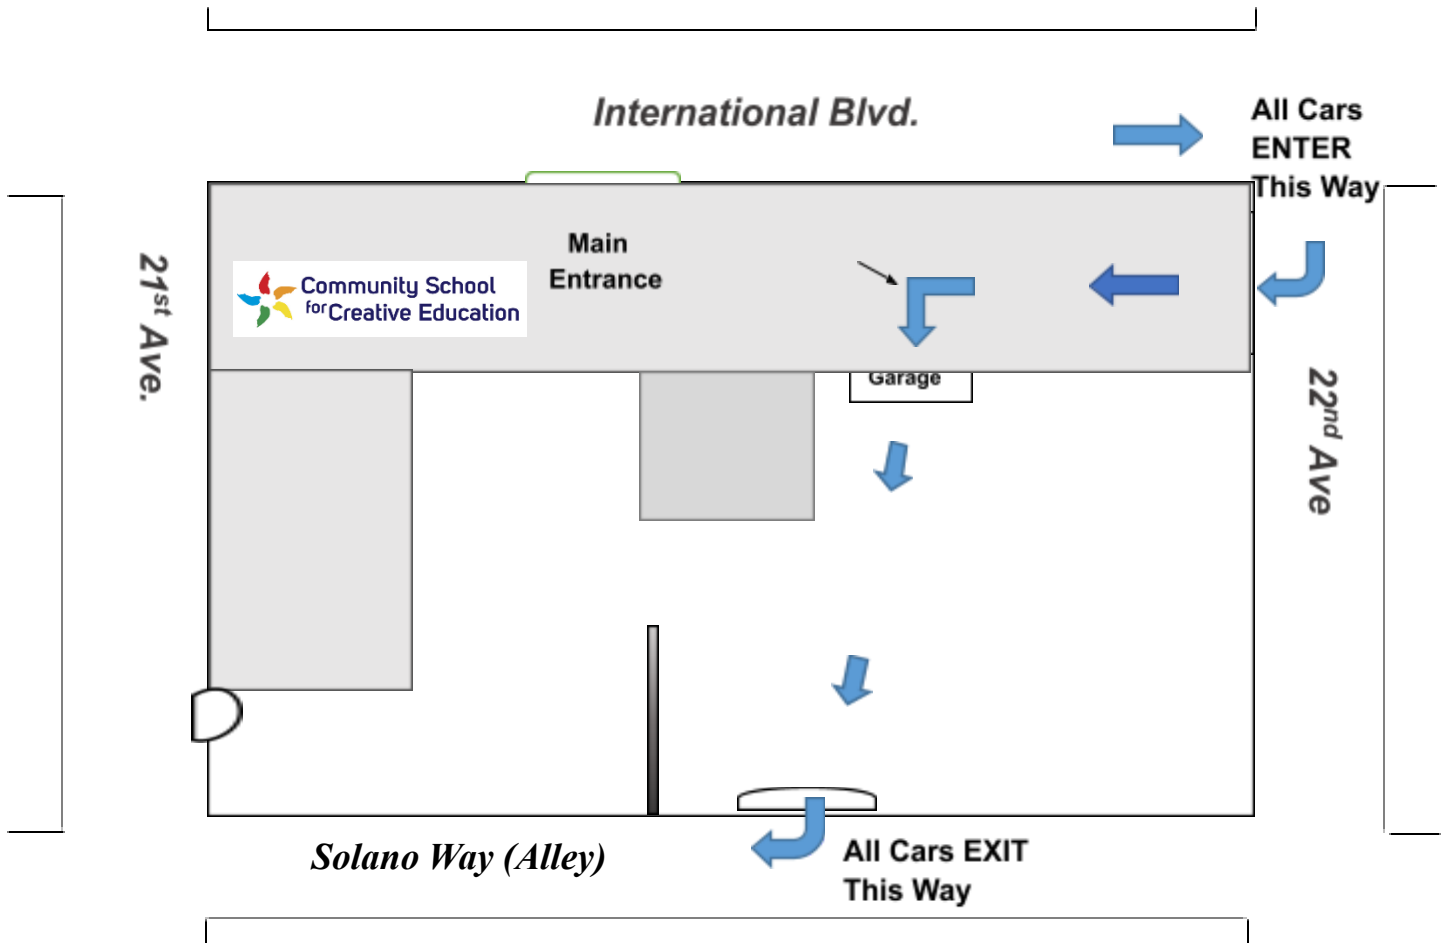 International Blvd.
All Cars
ENTER
This Way
Main
Entrance
Community School
for Creative Education
21st Ave.
Garage
22nd Ave
Solano Way (Alley)
All Cars EXIT
This Way